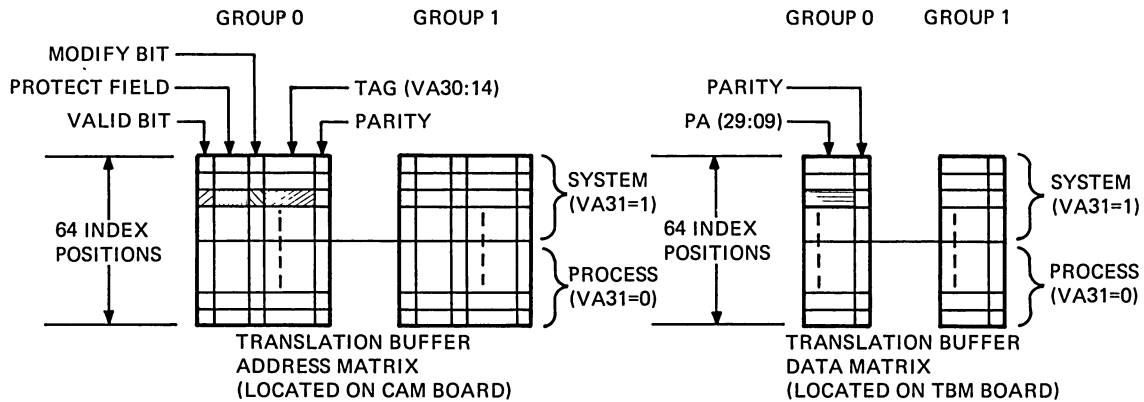 GROUP 0 GROUP 1 GROUP 0 GROUP 1
MODIFY BIT
PROTECT FIELD TAG (VA30:14) PARITY
VALID BIT PARITY PA (29:09)
SYSTEM
(VA31=1)
64 INDEX
POSITIONS
PROCESS
(VA31=0)
SYSTEM
(VA31=1)
64 INDEX
POSITIONS
PROCESS
(VA31=0)
TRANSLATION BUFFER
ADDRESS MATRIX
(LOCATED ON CAM BOARD)
TRANSLATION BUFFER
DATA MATRIX
(LOCATED ON TBM BOARD)